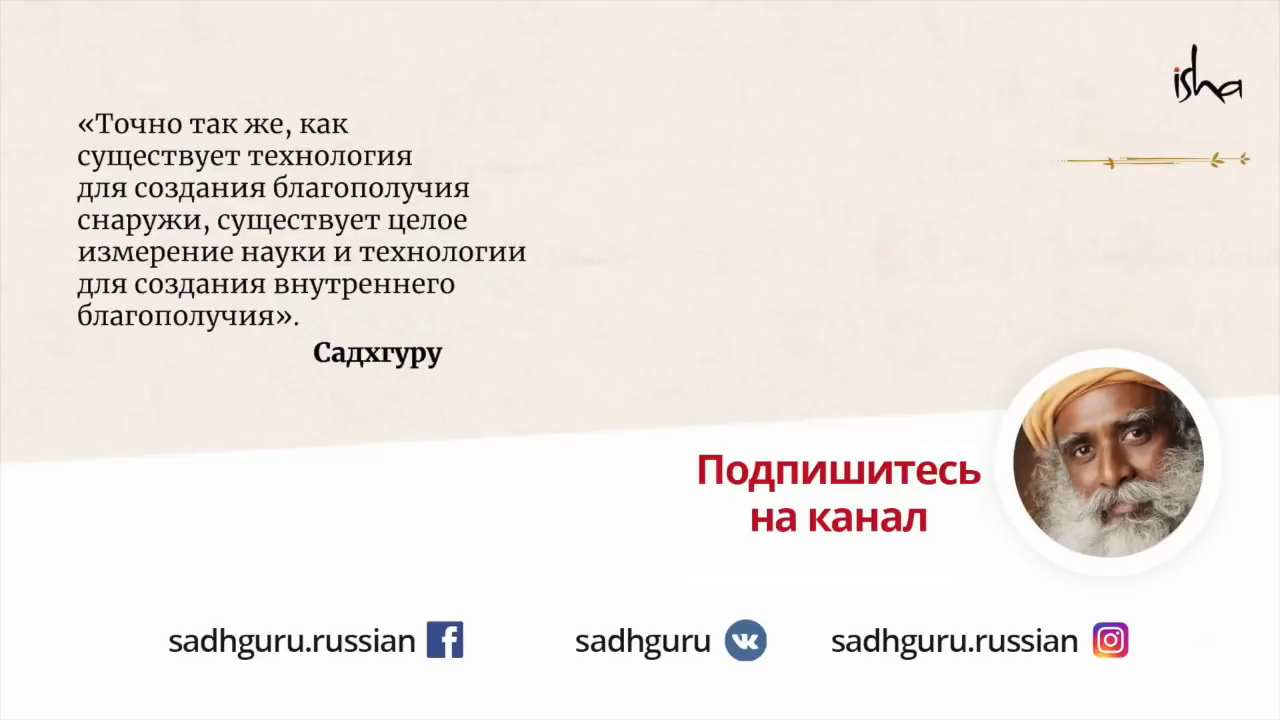 isha
«Точно так же, как
существует технология
для создания благополучия
снаружи, существует целое
измерение науки и технологии
для создания внутреннего
благополучия».
Садхгуру
Подпишитесь
на канал
sadhguru.russian
sadhguru
sadhguru.russian